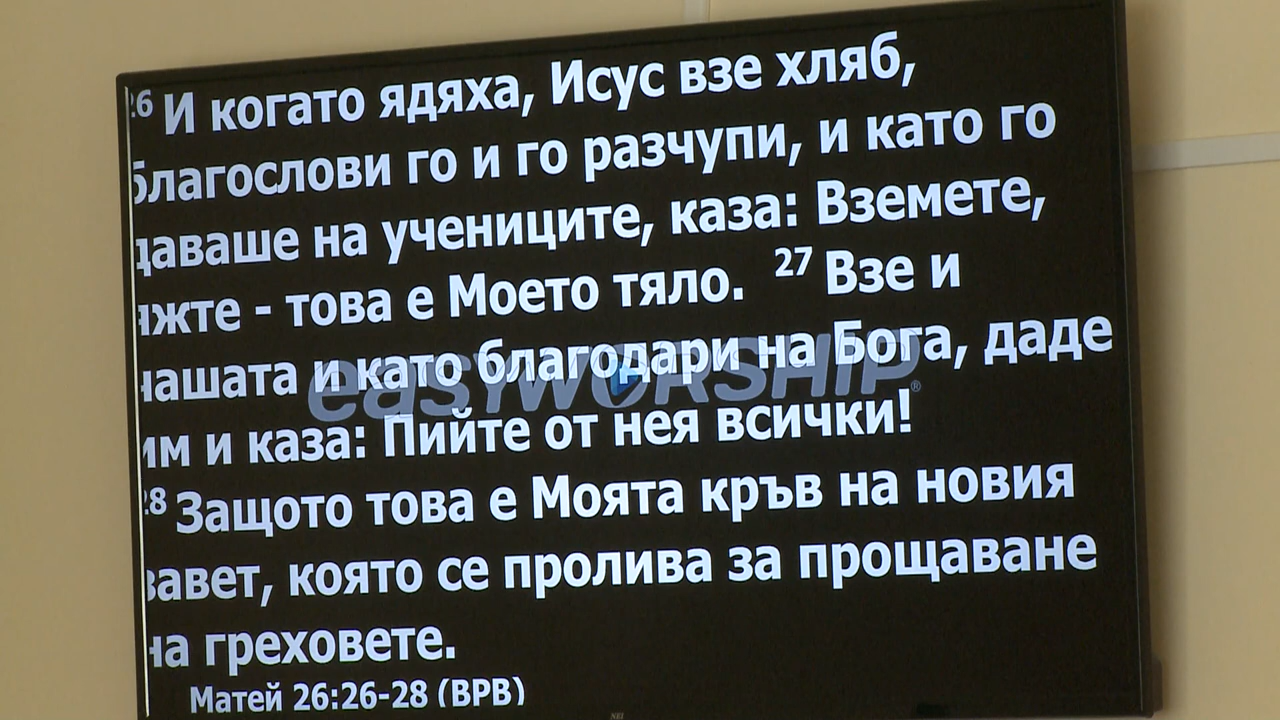 26 И когато ядяха, Исус взе хляб,
благослови го и го разчупи, и като го
даваше на учениците, каза: Вземете,
яжте - това е Моето тяло. 27 Взе и
чашата и като благодари на Бога, даде
им и каза: Пийте от нея всички!
28 Защото това е Моята кръв на новия
завет, която се пролива за прощаване
на греховете.
Матей 26:26-28 (ВРВ)
easyworship®
NEI